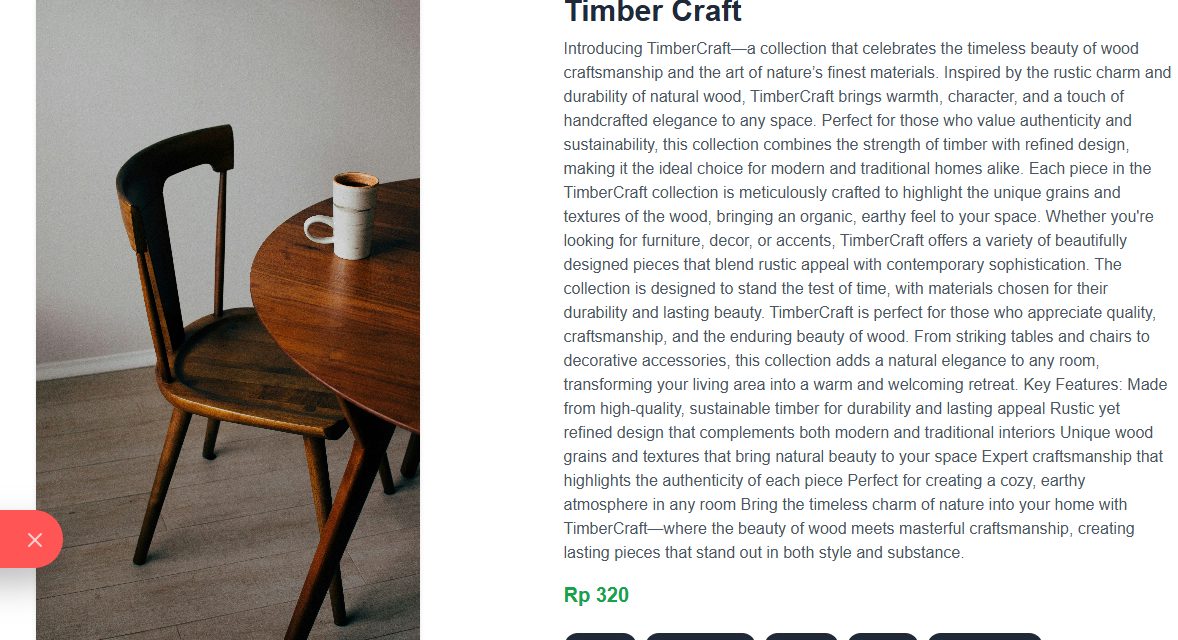 Timber Craft
Introducing TimberCraft—a collection that celebrates the timeless beauty of wood
craftsmanship and the art of nature’s finest materials. Inspired by the rustic charm and
durability of natural wood, TimberCraft brings warmth, character, and a touch of
handcrafted elegance to any space. Perfect for those who value authenticity and
sustainability, this collection combines the strength of timber with refined design,
making it the ideal choice for modern and traditional homes alike. Each piece in the
TimberCraft collection is meticulously crafted to highlight the unique grains and
textures of the wood, bringing an organic, earthy feel to your space. Whether you're
looking for furniture, decor, or accents, TimberCraft offers a variety of beautifully
designed pieces that blend rustic appeal with contemporary sophistication. The
collection is designed to stand the test of time, with materials chosen for their
durability and lasting beauty. TimberCraft is perfect for those who appreciate quality,
craftsmanship, and the enduring beauty of wood. From striking tables and chairs to
decorative accessories, this collection adds a natural elegance to any room,
transforming your living area into a warm and welcoming retreat. Key Features: Made
from high-quality, sustainable timber for durability and lasting appeal Rustic yet
refined design that complements both modern and traditional interiors Unique wood
grains and textures that bring natural beauty to your space Expert craftsmanship that
highlights the authenticity of each piece Perfect for creating a cozy, earthy
atmosphere in any room Bring the timeless charm of nature into your home with
TimberCraft—where the beauty of wood meets masterful craftsmanship, creating
lasting pieces that stand out in both style and substance.
Rp 320